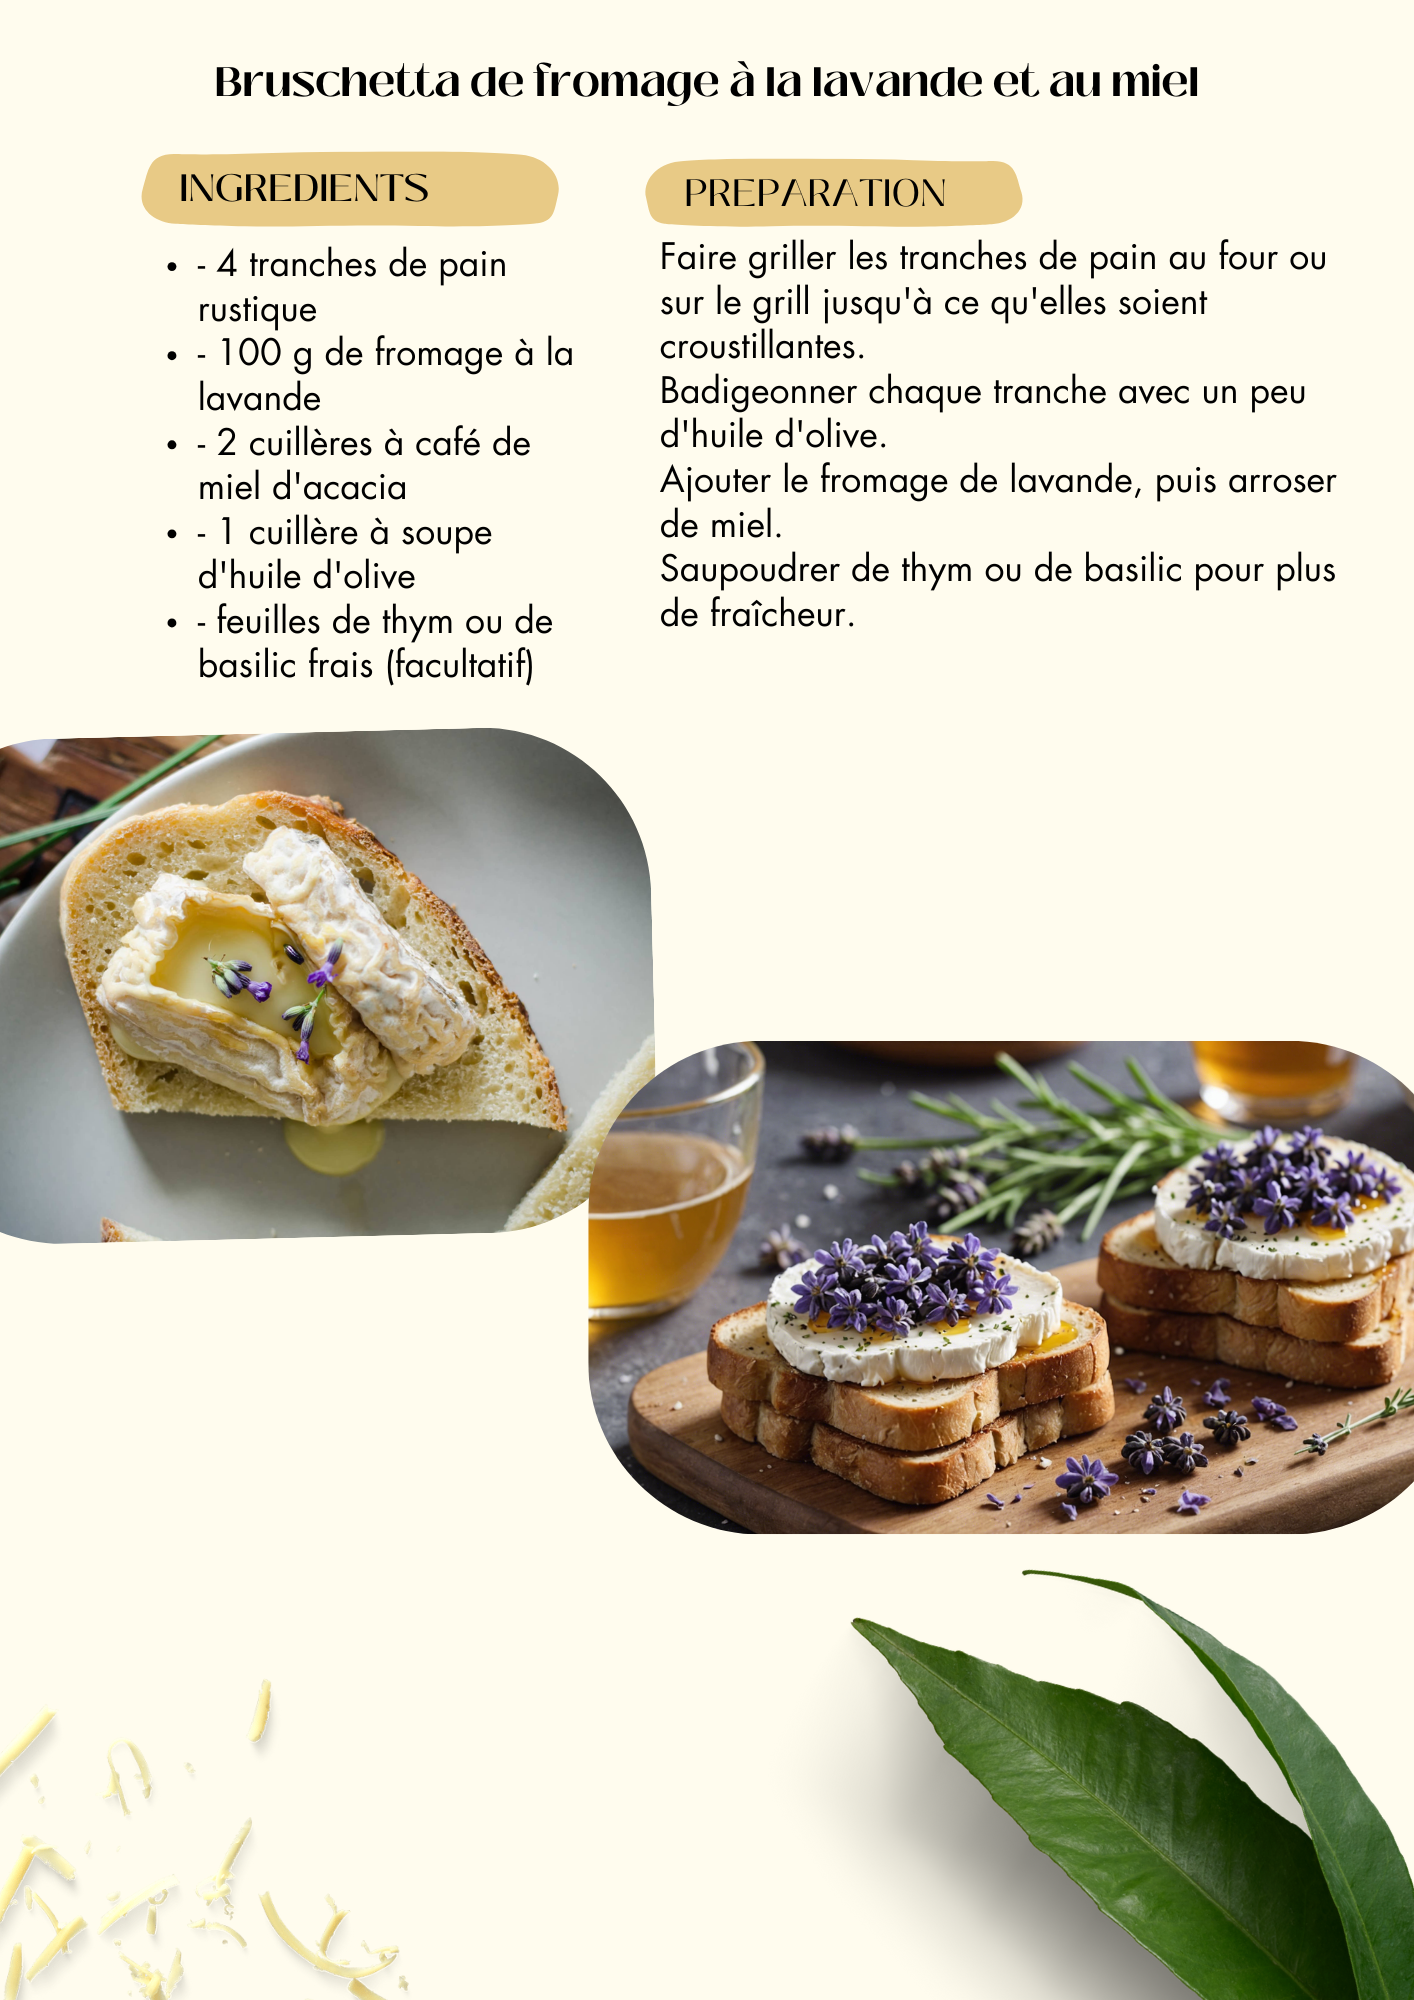 Bruschetta de fromage à la lavande et au miel
INGREDIENTS
• - 4 tranches de pain
rustique
• - 100 g de fromage à la
lavande
• - 2 cuillères à café de
miel d'acacia
• - 1 cuillère à soupe
d'huile d'olive
• - feuilles de thym ou de
basilic frais (facultatif)
PREPARATION
Faire griller les tranches de pain au four ou
sur le grill jusqu'à ce qu'elles soient
croustillantes.
Badigeonner chaque tranche avec un peu
d'huile d'olive.
Ajouter le fromage de lavande, puis arroser
de miel.
Saupoudrer de thym ou de basilic pour plus
de fraîcheur.